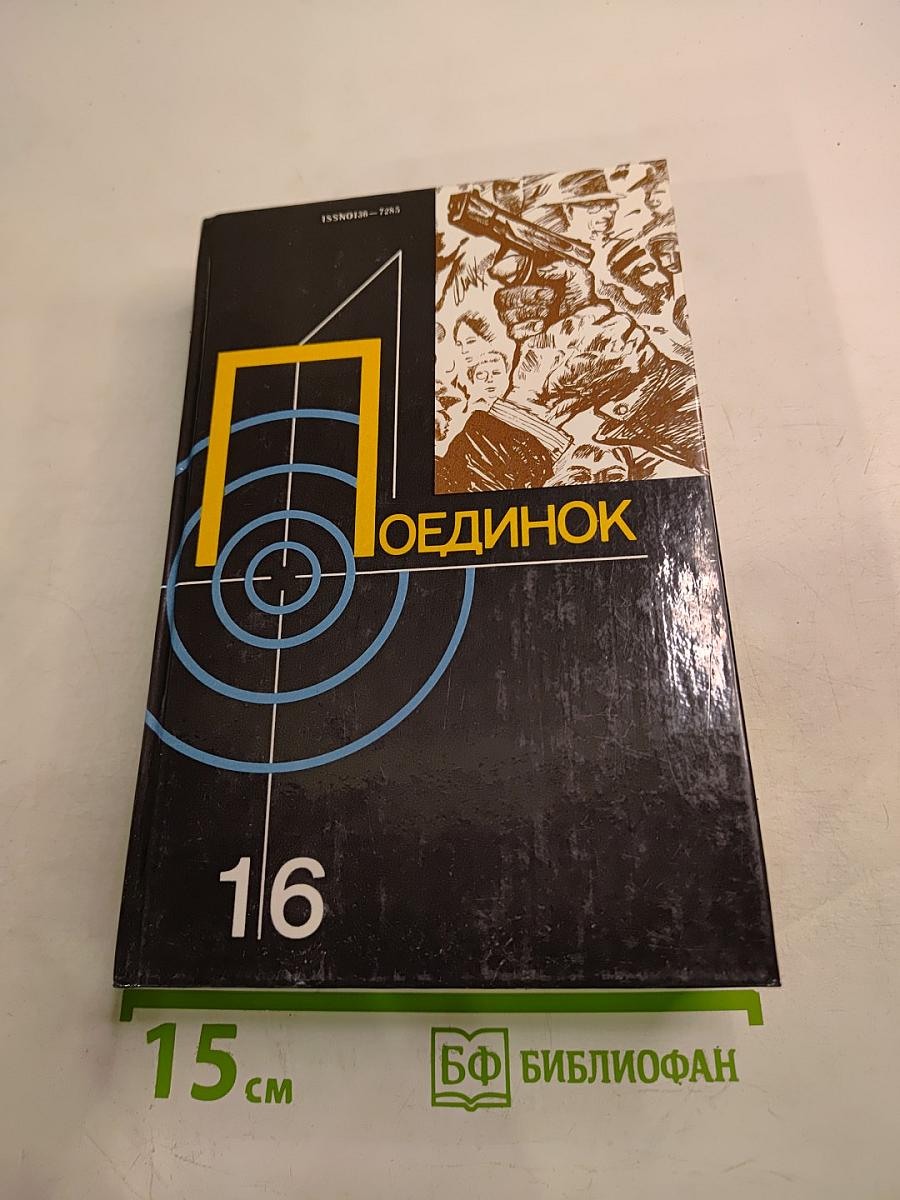 ISSN0136-7285
ПОЕДИНОК
16
15 см
БФ БИБЛИОФАН